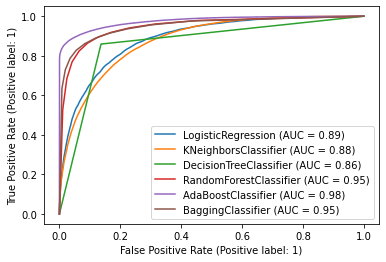 1.0
0.8
0.6
0.4
0.2
0.0
True Positive Rate (Positive label: 1)
LogisticRegression (AUC = 0.89)
KNeighborsClassifier (AUC = 0.88)
DecisionTreeClassifier (AUC = 0.86)
RandomForestClassifier (AUC = 0.95)
AdaBoostClassifier (AUC = 0.98)
BaggingClassifier (AUC = 0.95)
0.0 0.2 0.4 0.6 0.8 1.0
False Positive Rate (Positive label: 1)